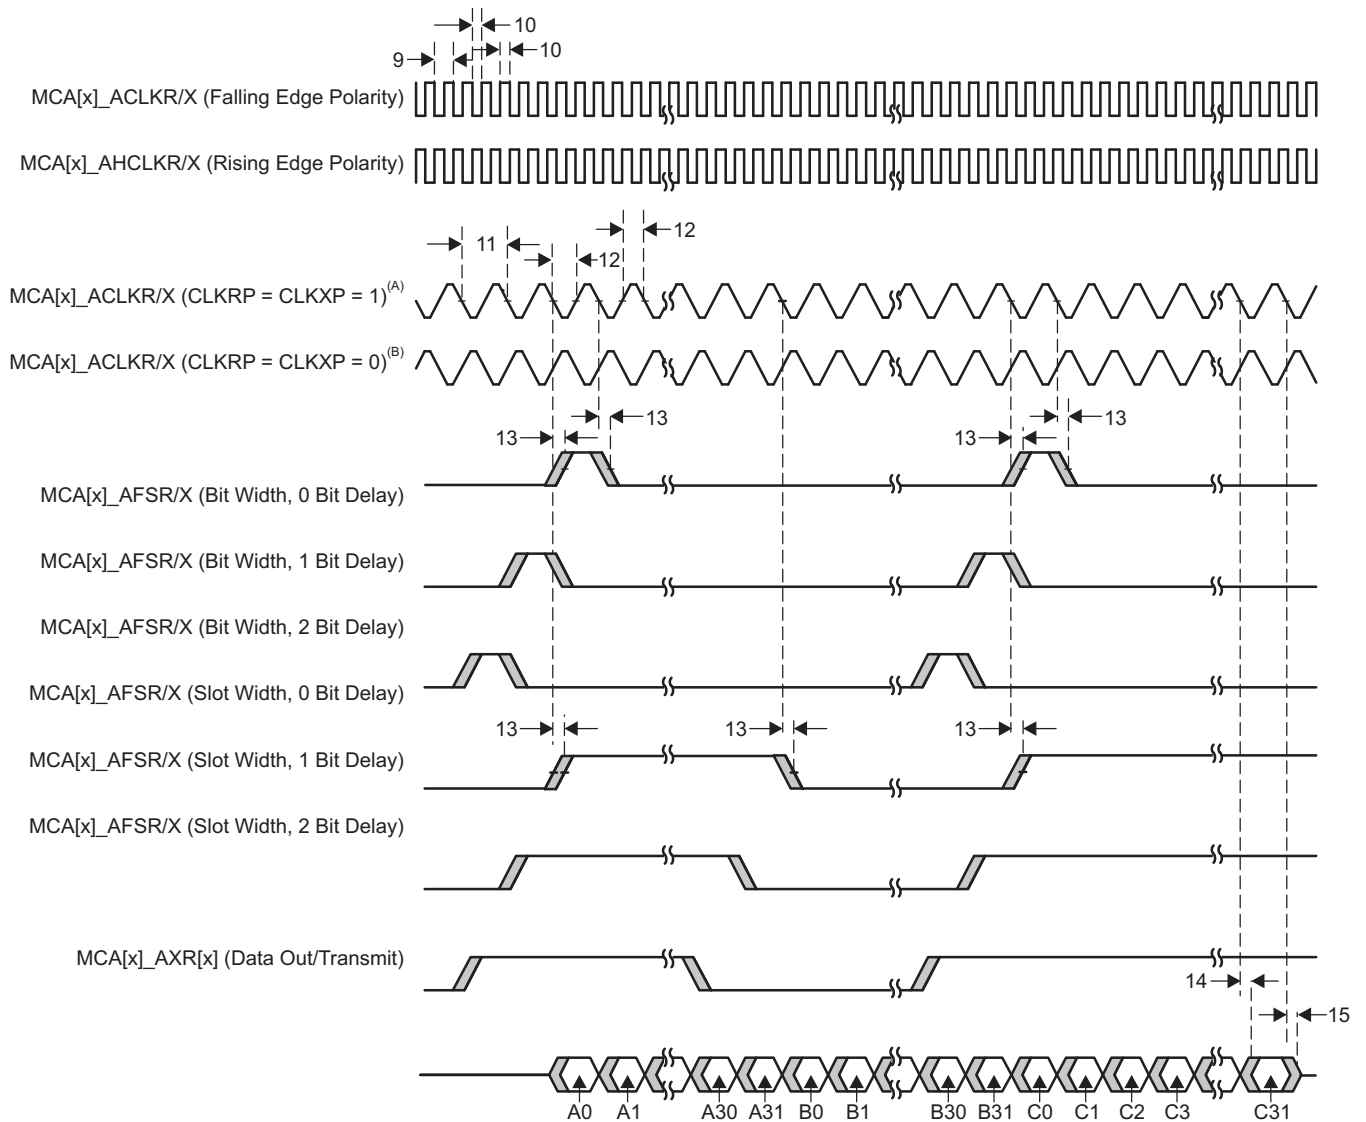 10
9
10
MCA[x]_ACLKR/X (Falling Edge Polarity)
MCA[x]_AHCLKR/X (Rising Edge Polarity)
12
11
12
MCA[x]_ACLKR/X (CLKRP = CLKXP = 1)(A)
MCA[x]_ACLKR/X (CLKRP = CLKXP = 0)(B)
13
13
13
13
MCA[x]_AFSR/X (Bit Width, 0 Bit Delay)
MCA[x]_AFSR/X (Bit Width, 1 Bit Delay)
MCA[x]_AFSR/X (Bit Width, 2 Bit Delay)
MCA[x]_AFSR/X (Slot Width, 0 Bit Delay)
13
13
13
MCA[x]_AFSR/X (Slot Width, 1 Bit Delay)
MCA[x]_AFSR/X (Slot Width, 2 Bit Delay)
MCA[x]_AXR[x] (Data Out/Transmit)
14
15
A0 A1 A30 A31 B0 B1 B30 B31 C0 C1 C2 C3 C31